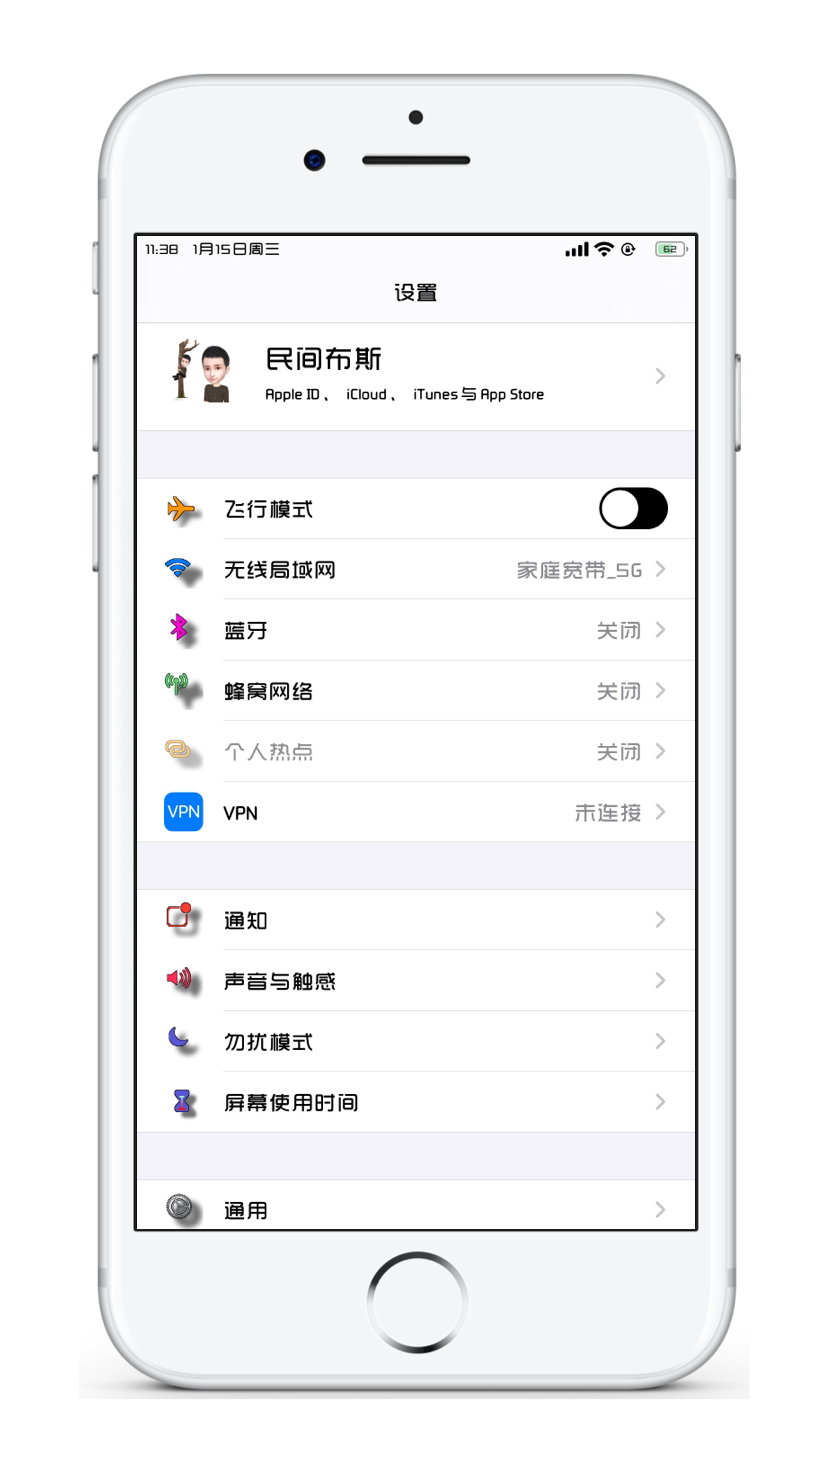 11:38 1月15日周三 62
设置
民间布斯
Apple ID 、 iCloud 、 iTunes 与 App Store
飞行模式
无线局域网 家庭宽带_5G
蓝牙 关闭
蜂窝网络 关闭
个人热点 关闭
VPN VPN 未连接
通知
声音与触感
勿扰模式
屏幕使用时间
通用